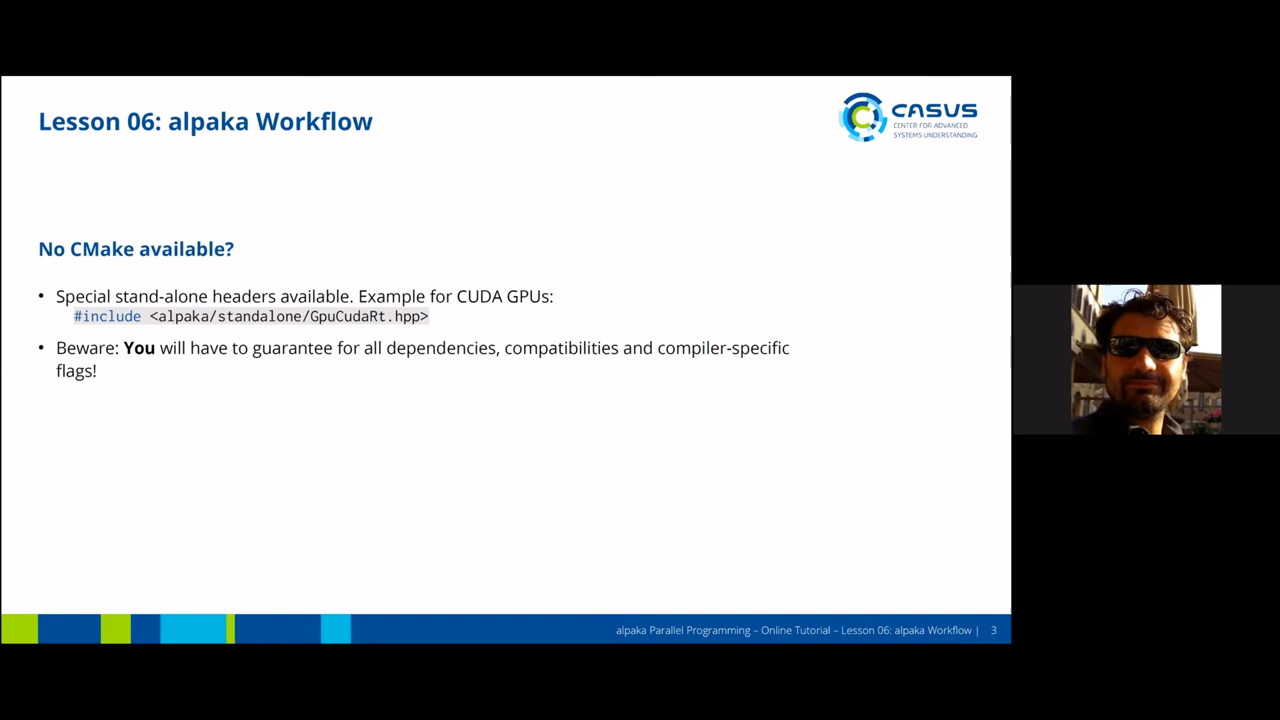 Lesson 06: alpaka Workflow
CASUS
CENTER FOR ADVANCED
SYSTEMS UNDERSTANDING
No CMake available?
• Special stand-alone headers available. Example for CUDA GPUs:
#include <alpaka/standalone/GpuCudaRt.hpp>
• Beware: You will have to guarantee for all dependencies, compatibilities and compiler-specific
flags!
alpaka Parallel Programming – Online Tutorial – Lesson 06: alpaka Workflow | 3